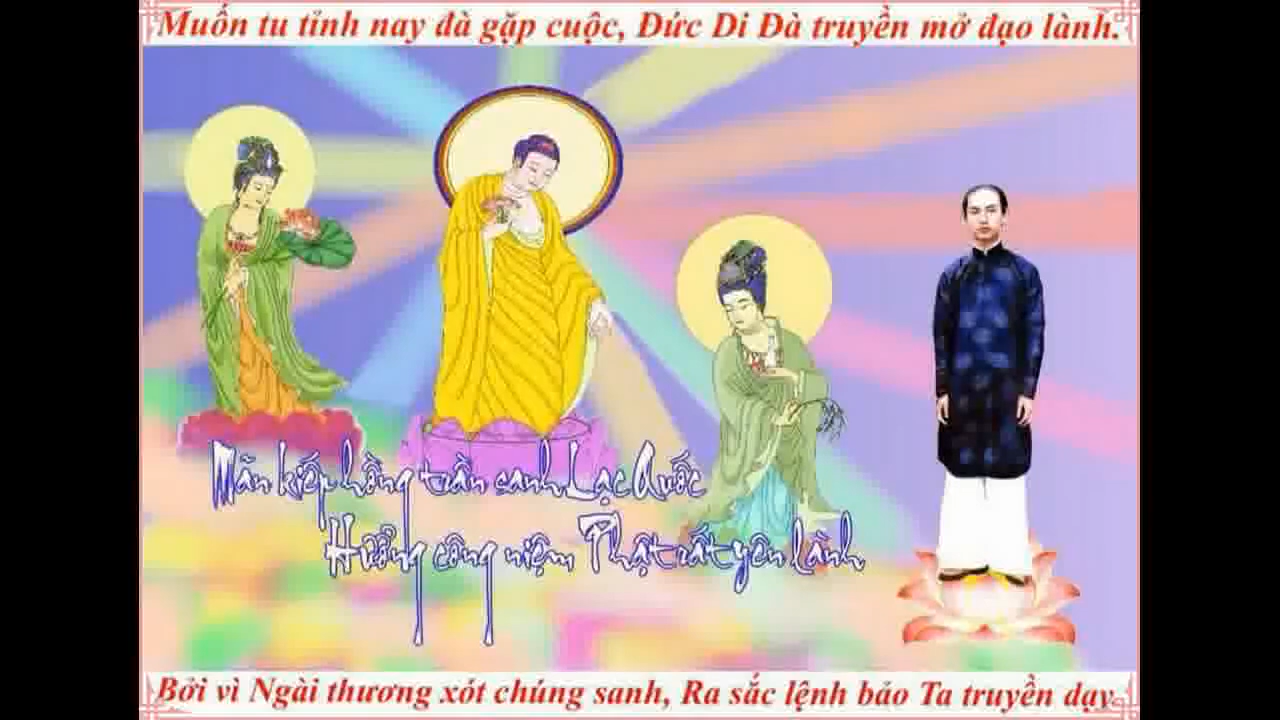 Muốn tu tỉnh nay đà gặp cuộc, Đức Di Đà truyền mở đạo lành.
Mãn kiếp hồng trần sanh Lạc Quốc
Hưởng công niệm Phật rất yên lành
Bởi vì Ngài thương xót chúng sanh, Ra sắc lệnh bảo Ta truyền dạy.